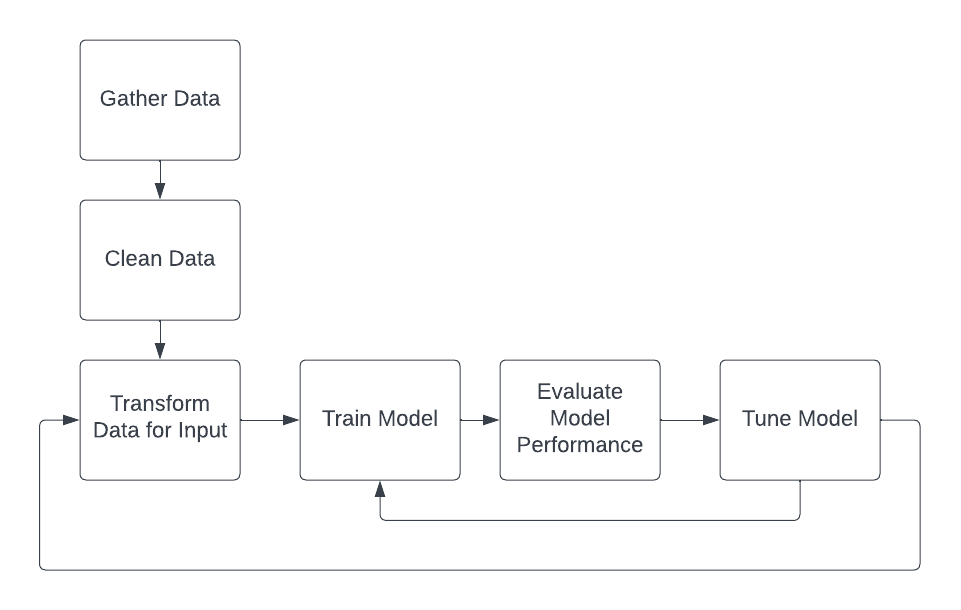 Gather Data
Clean Data
Transform
Data for Input
Train Model
Evaluate
Model
Performance
Tune Model